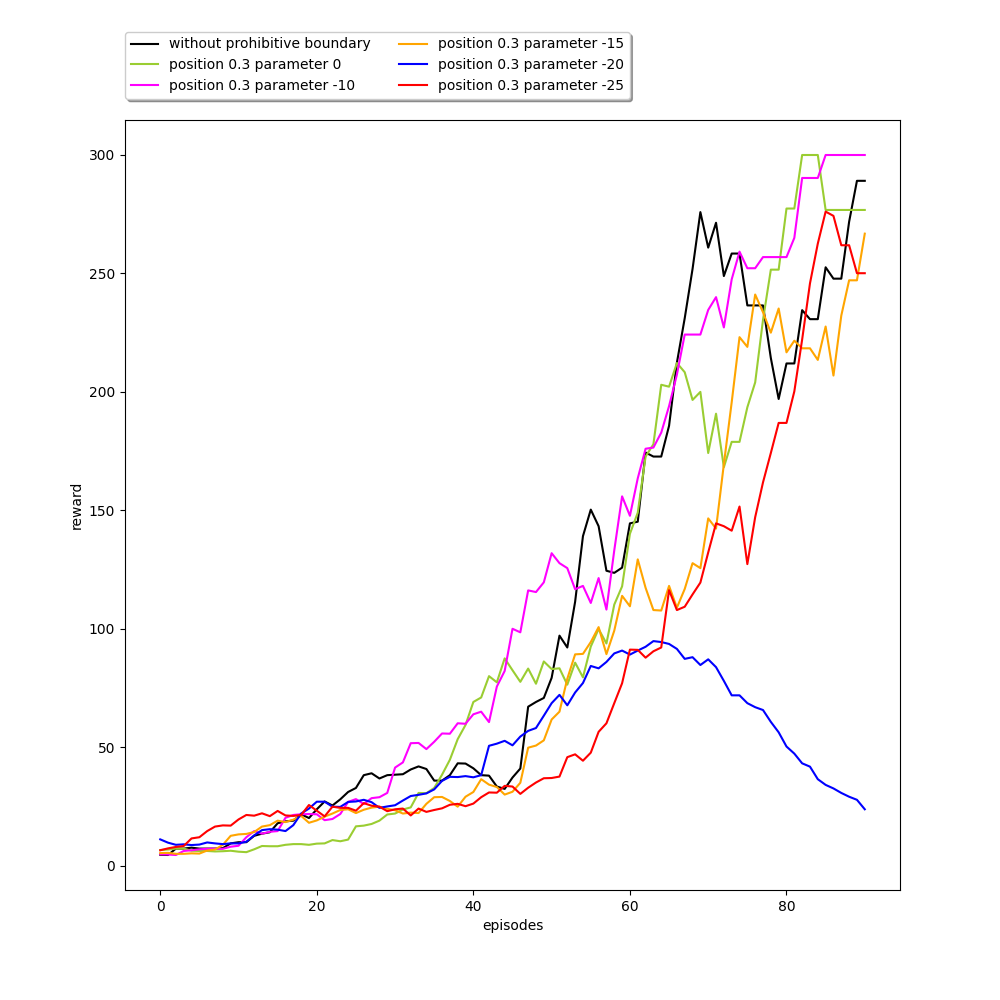 without prohibitive boundary
position 0.3 parameter 0
position 0.3 parameter -10
position 0.3 parameter -15
position 0.3 parameter -20
position 0.3 parameter -25
300
250
200
150
100
50
0
reward
0 20 40 60 80
episodes